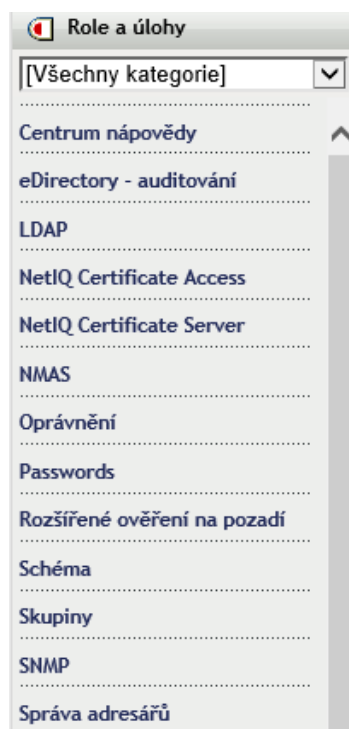 Role a úlohy
[Všechny kategorie]
Centrum nápovědy
eDirectory - auditování
LDAP
NetIQ Certificate Access
NetIQ Certificate Server
NMAS
Oprávnění
Passwords
Rozšířené ověření na pozadí
Schéma
Skupiny
SNMP
Správa adresářů